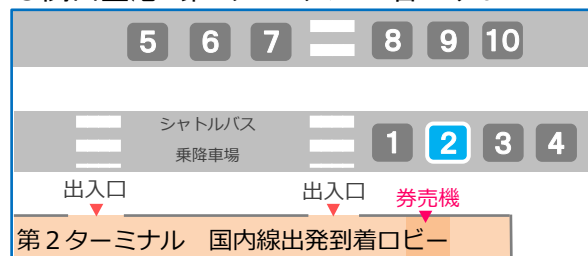 5 6 7 8 9 10
シャトルバス
乗降車場
1 2 3 4
出入口 出入口 券売機
第2ターミナル 国内線出発到着ロビー